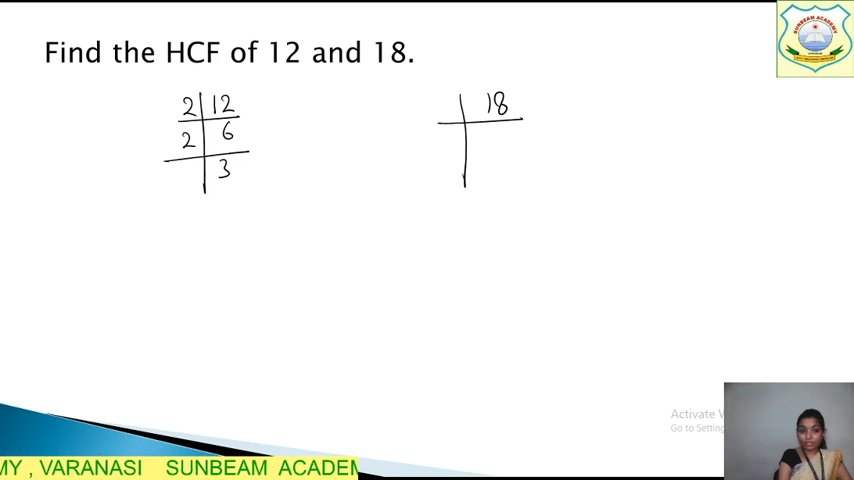 Find the HCF of 12 and 18.
2 12
2 6
3
18
SUNBEAM ACADEMY
VARANASI
Activate W
Go to Setting
MY , VARANASI SUNBEAM ACADEM